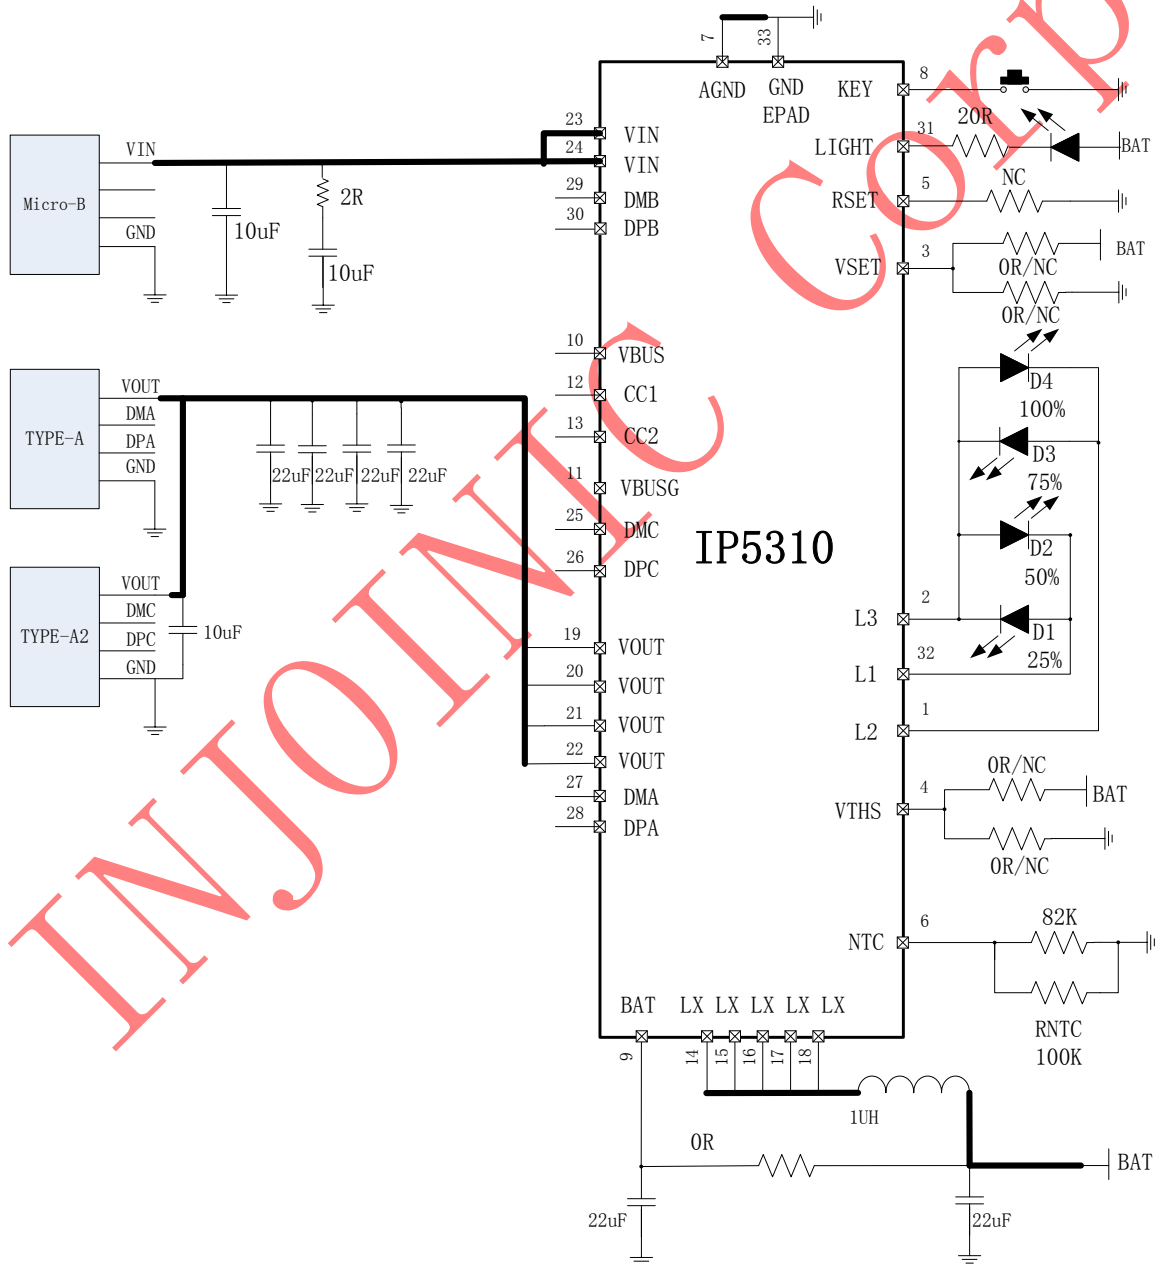 7
33
AGND
GND
EPAD
KEY
8
20R
31
LIGHT
BAT
NC
5
RSET
3
VSET
0R/NC
BAT
0R/NC
23
VIN
24
VIN
29
DMB
30
DPB
Micro-B
VIN
GND
10uF
2R
10uF
10
VBUS
12
CC1
13
CC2
11
VBUSG
25
DMC
26
DPC
TYPE-A
VOUT
DMA
DPA
GND
22uF
22uF
22uF
22uF
TYPE-A2
VOUT
DMC
DPC
GND
10uF
IP5310
19
VOUT
20
VOUT
21
VOUT
22
VOUT
27
DMA
28
DPA
D4
100%
D3
75%
D2
50%
D1
25%
2
L3
32
L1
1
L2
0R/NC
4
BAT
VTHS
0R/NC
6
NTC
82K
RNTC
100K
BAT
LX
LX
LX
LX
LX
9
14
15
16
17
18
1UH
0R
BAT
22uF
22uF
INJOINIC Corp